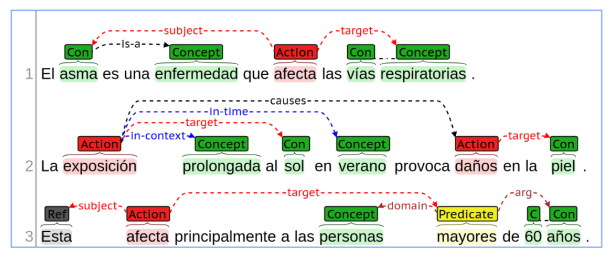 subject target
Con is-a Concept Action Con Concept
1 El asma es una enfermedad que afecta las vías respiratorias .
causes
in-time
target
Action in-context Concept Con Concept Action target Con
2 La exposición prolongada al sol en verano provoca daños en la piel .
target arg
Ref subject Action Concept domain Predicate C Con
3 Esta afecta principalmente a las personas mayores de 60 años .